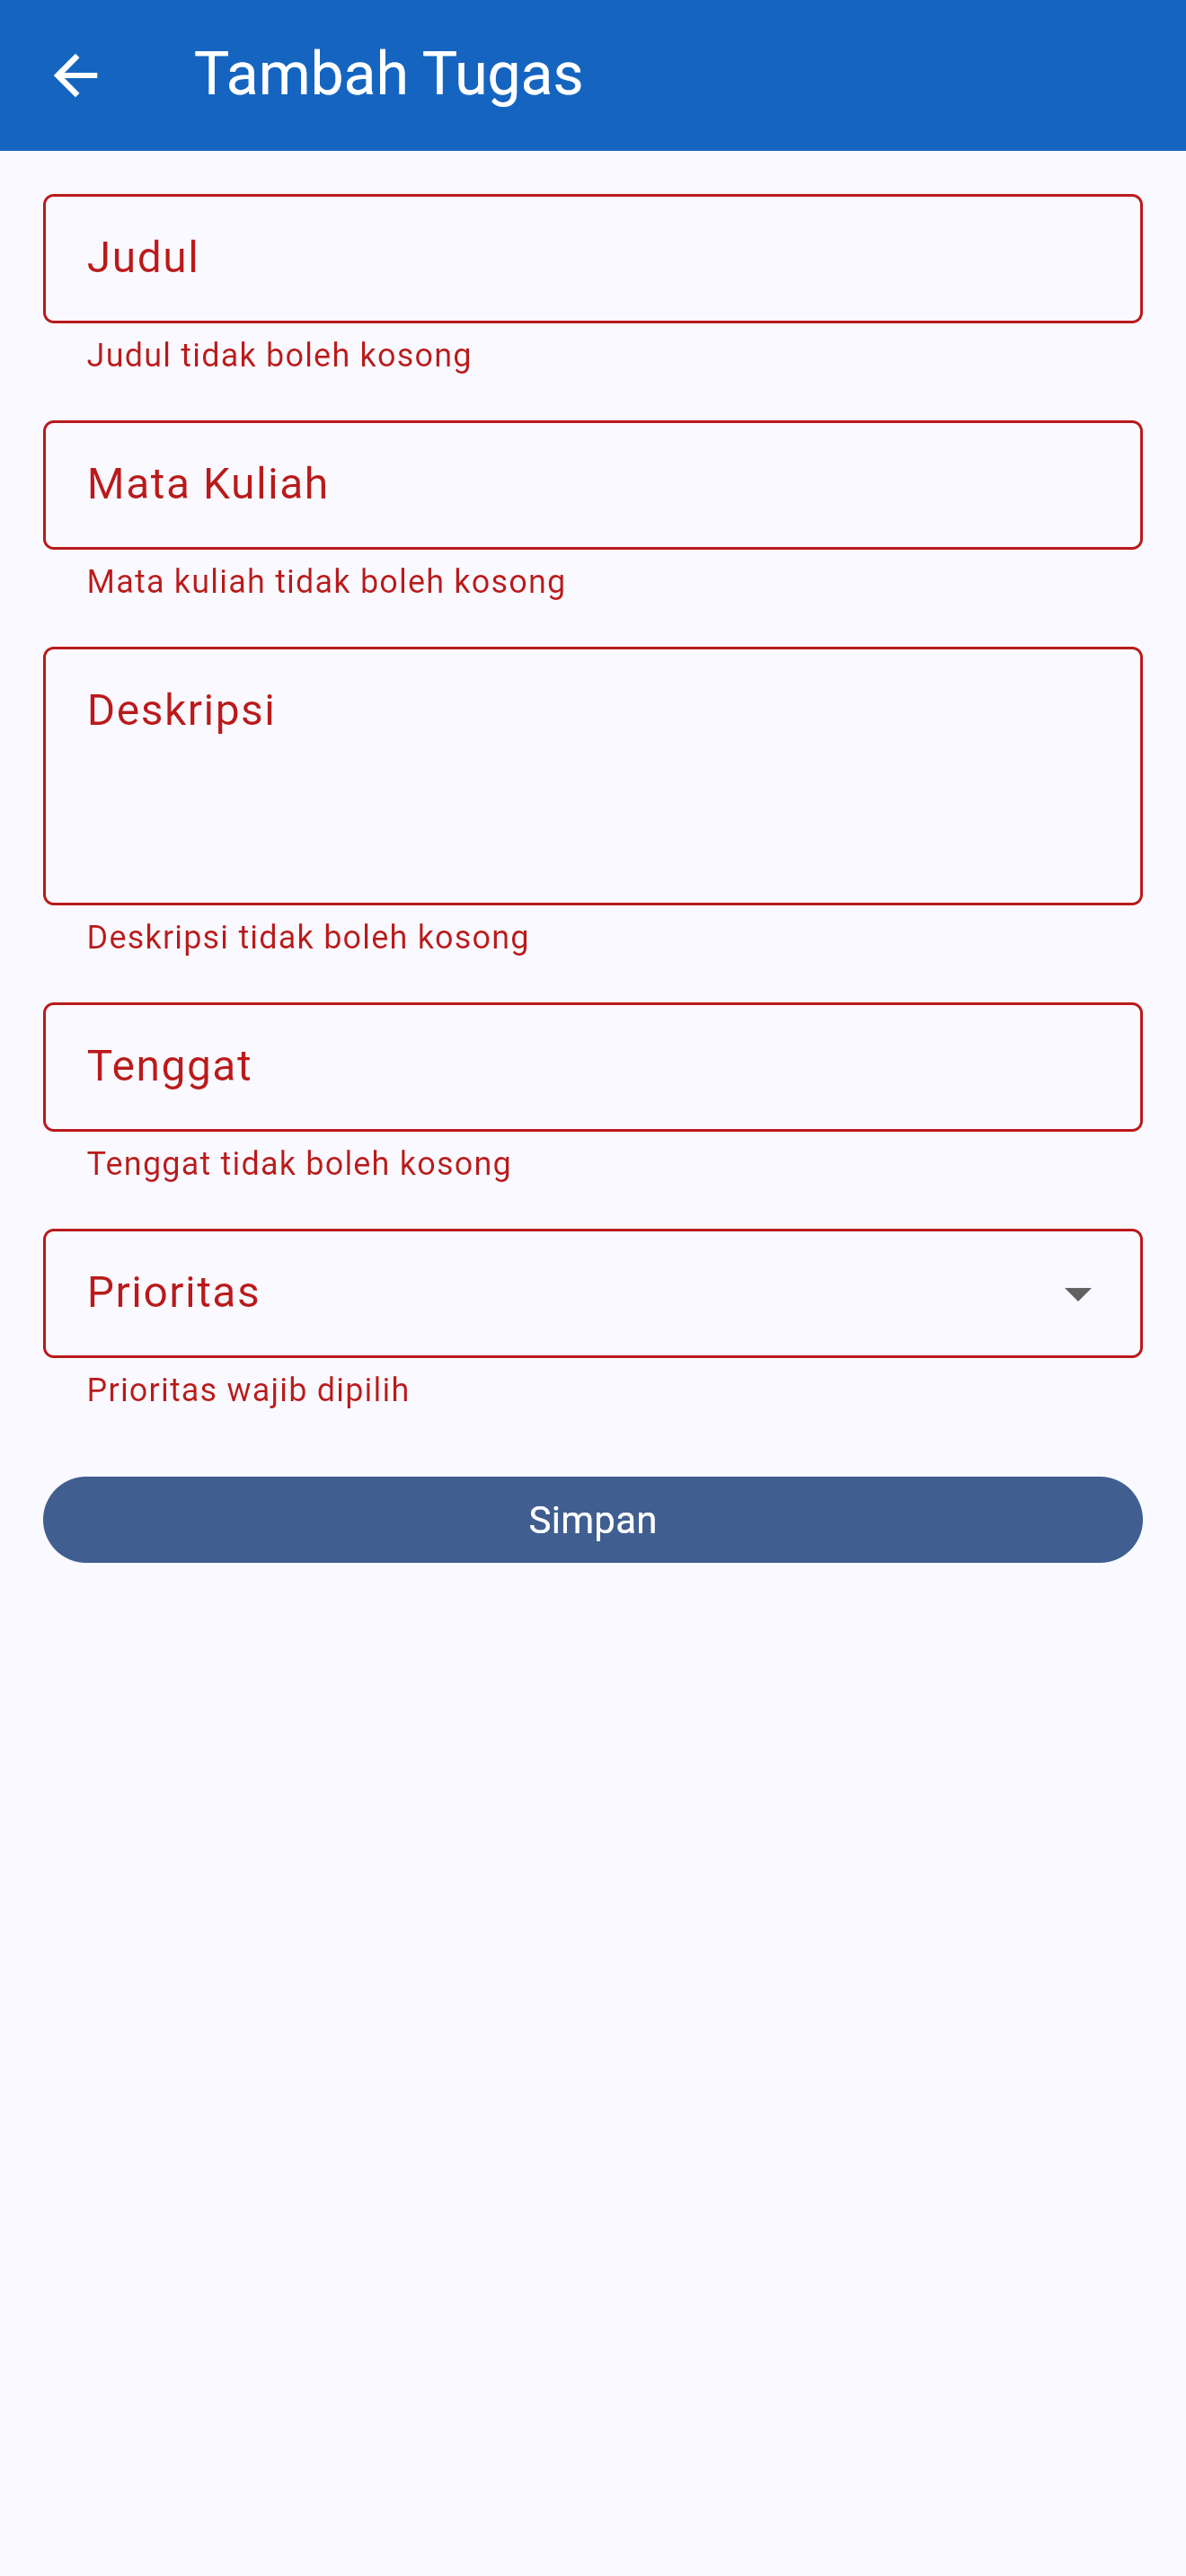 Tambah Tugas
Judul
Judul tidak boleh kosong
Mata Kuliah
Mata kuliah tidak boleh kosong
Deskripsi
Deskripsi tidak boleh kosong
Tenggat
Tenggat tidak boleh kosong
Prioritas
Prioritas wajib dipilih
Simpan